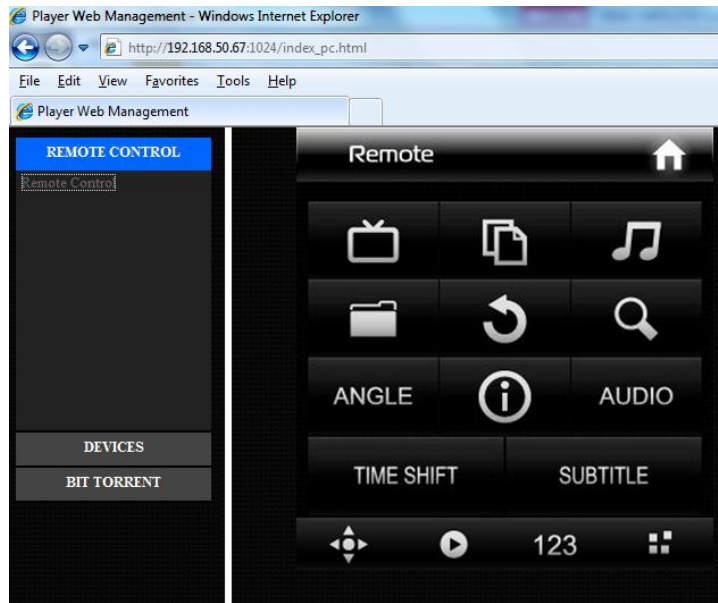 Player Web Management - Windows Internet Explorer
http://192.168.50.67:1024/index_pc.html
File Edit View Favorites Tools Help
Player Web Management
REMOTE CONTROL
Remote Control
DEVICES
BIT TORRENT
Remote
ANGLE
AUDIO
TIME SHIFT
SUBTITLE
123